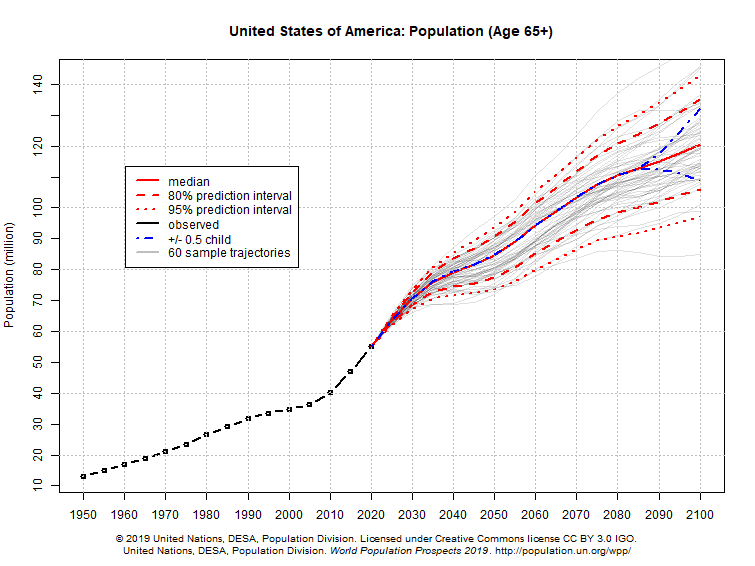 United States of America: Population (Age 65+)
Population (million)
140
120
100
90
80
70
60
50
40
30
20
10
median
80% prediction interval
95% prediction interval
observed
+/- 0.5 child
60 sample trajectories
1950 1960 1970 1980 1990 2000 2010 2020 2030 2040 2050 2060 2070 2080 2090 2100
© 2019 United Nations, DESA, Population Division. Licensed under Creative Commons license CC BY 3.0 IGO.
United Nations, DESA, Population Division. World Population Prospects 2019. http://population.un.org/wpp/